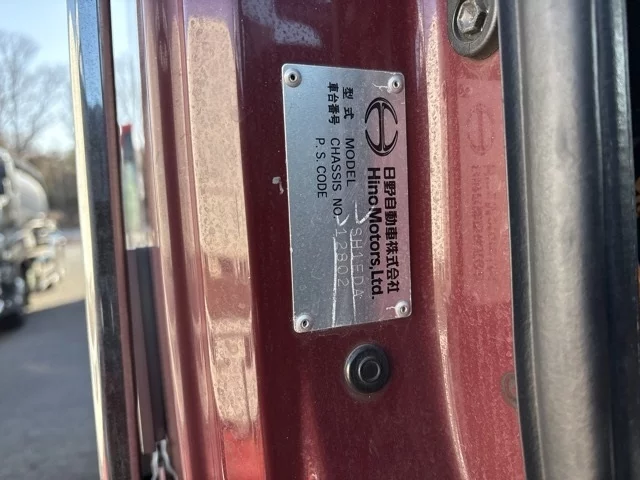 日野自動車株式会社
Hino Motors, Ltd.
型式 MODEL SH1EDA
車台番号 CHASSIS NO. 12802
P. S. CODE